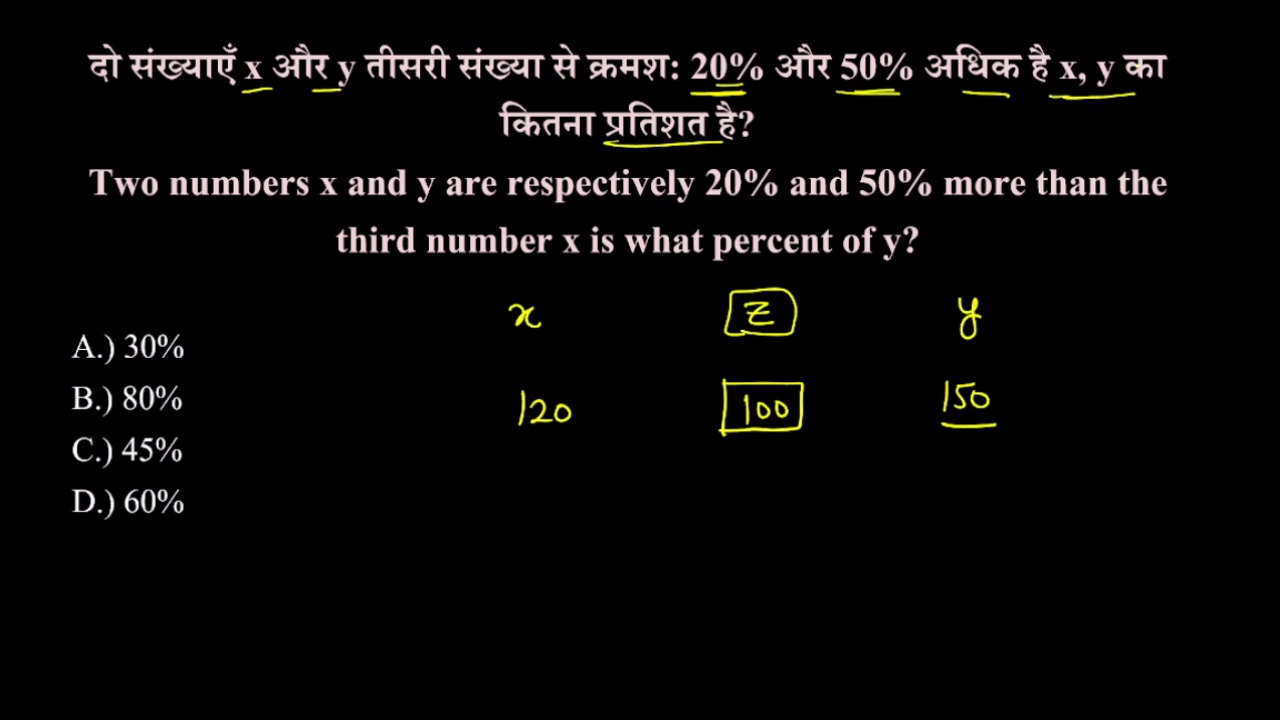 दो संख्याएँ x और y तीसरी संख्या से क्रमश: 20% और 50% अधिक है x, y का
कितना प्रतिशत है?
Two numbers x and y are respectively 20% and 50% more than the
third number x is what percent of y?
x z y
A.) 30%
B.) 80%
120 100 150
C.) 45%
D.) 60%